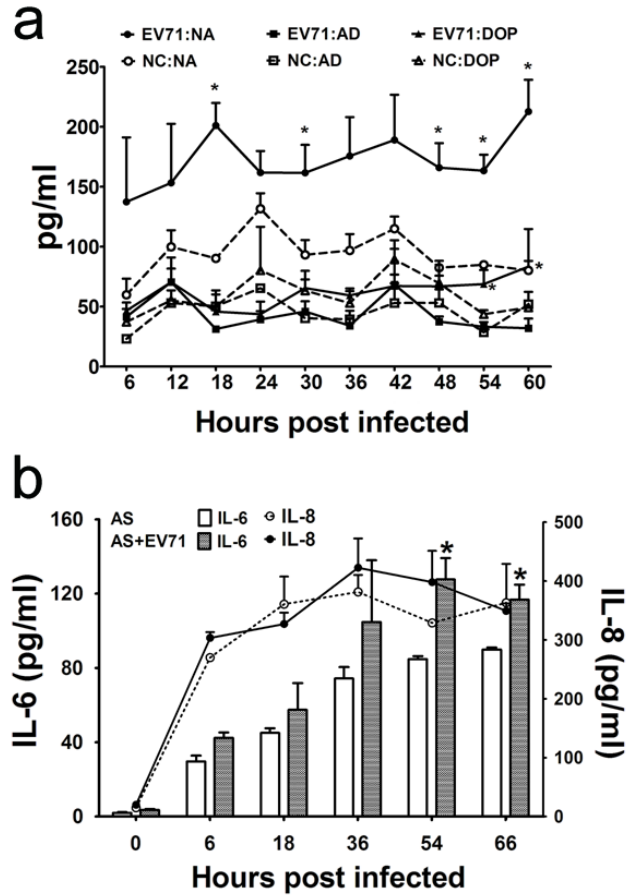 a
EV71:NA EV71:AD EV71:DOP
NC:NA NC:AD NC:DOP
250
200
150
100
50
0
pg/ml
* * * * *
* *
6 12 18 24 30 36 42 48 54 60
Hours post infected
b
AS IL-6 IL-8
AS+EV71 IL-6 IL-8
160
120
80
40
0
IL-6 (pg/ml)
* *
500
400
300
200
100
0
IL-8 (pg/ml)
0 6 18 36 54 66
Hours post infected